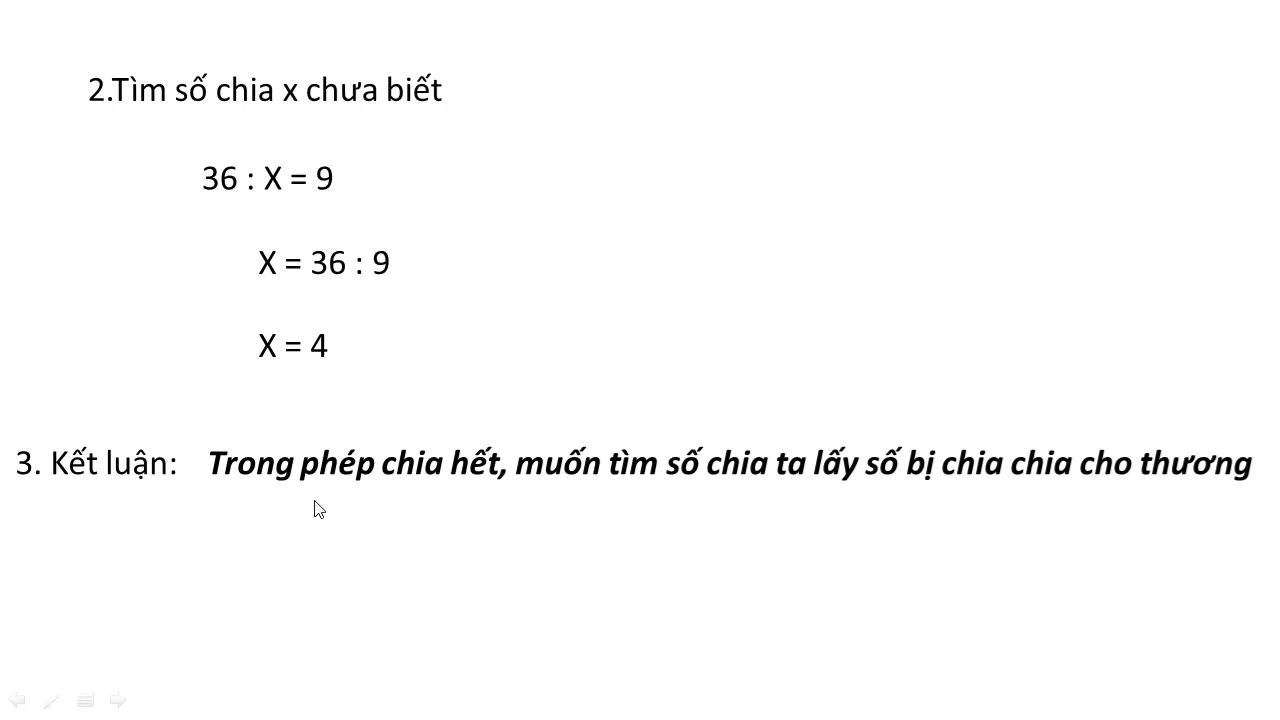 2.Tìm số chia x chưa biết
36 : X = 9
X = 36 : 9
X = 4
3. Kết luận: Trong phép chia hết, muốn tìm số chia ta lấy số bị chia chia cho thương